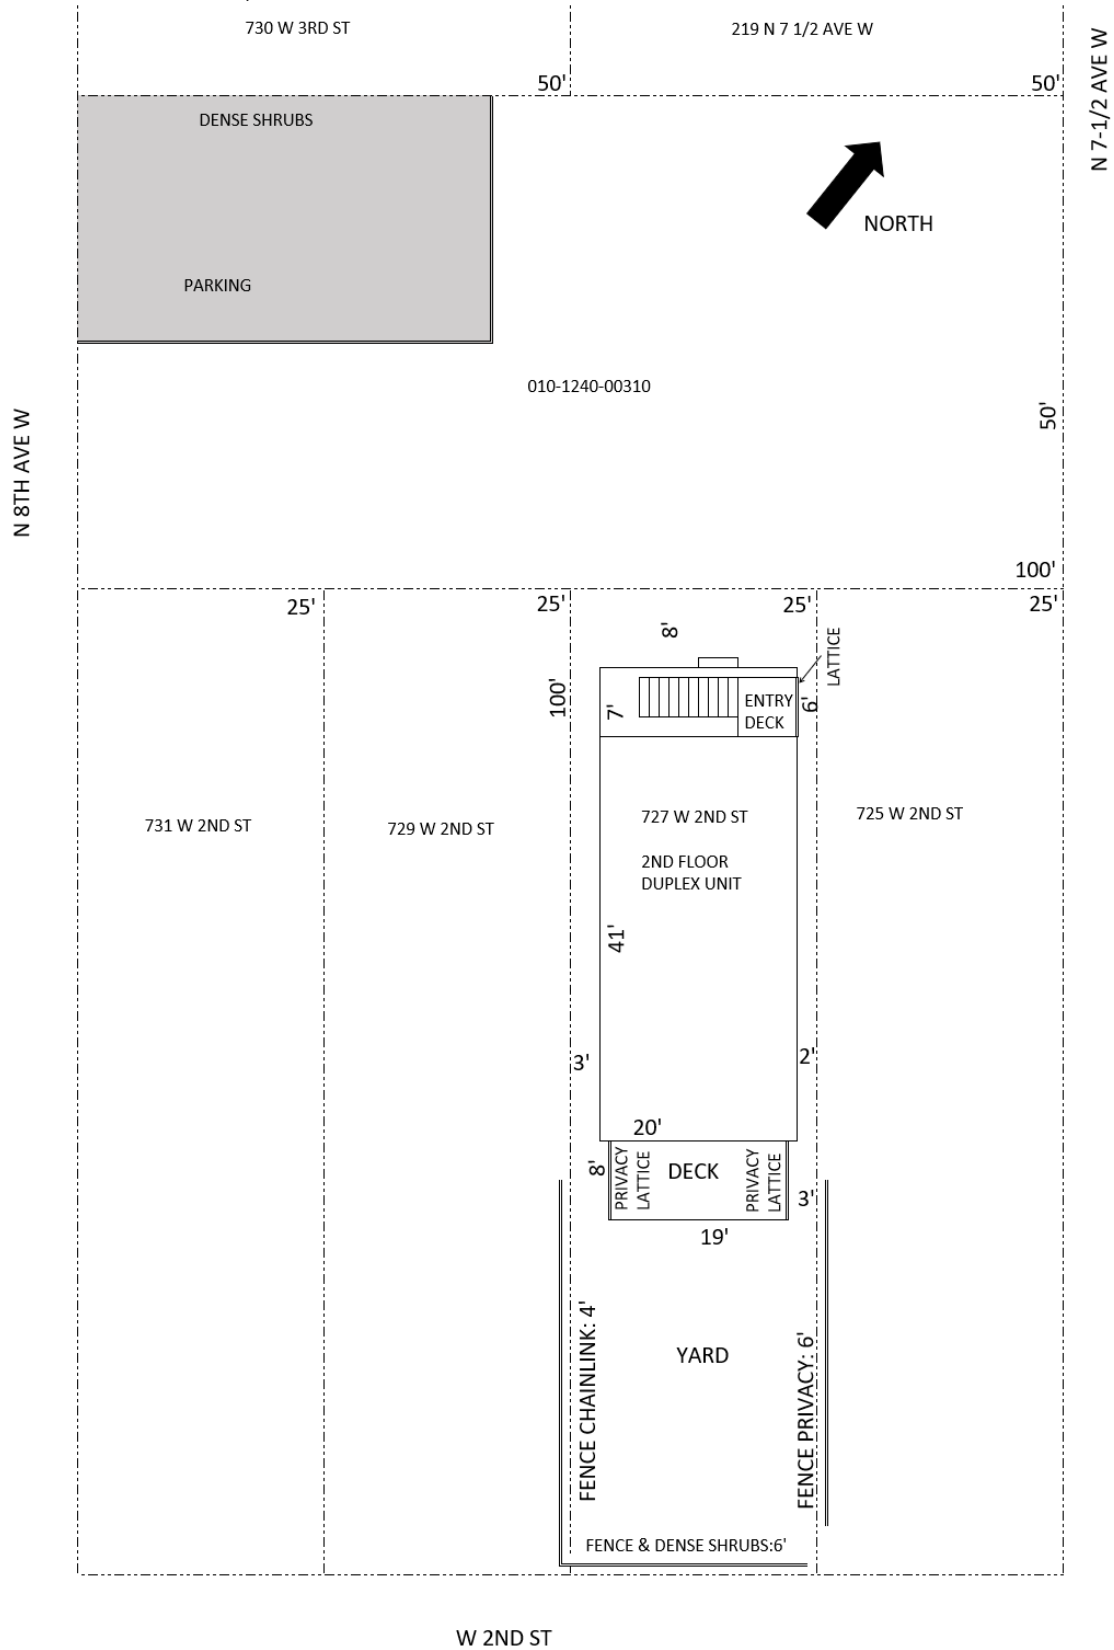 730 W 3RD ST
219 N 7 1/2 AVE W
N 7-1/2 AVE W
50'
50'
DENSE SHRUBS
NORTH
PARKING
010-1240-00310
50'
N 8TH AVE W
100'
25'
25'
25'
25'
8'
LATTICE
100'
7'
ENTRY
DECK
6'
731 W 2ND ST
729 W 2ND ST
727 W 2ND ST
725 W 2ND ST
2ND FLOOR
DUPLEX UNIT
41'
3'
2'
20'
8'
PRIVACY
LATTICE
DECK
PRIVACY
LATTICE
3'
19'
FENCE CHAINLINK: 4'
YARD
FENCE PRIVACY: 6'
FENCE & DENSE SHRUBS:6'
W 2ND ST